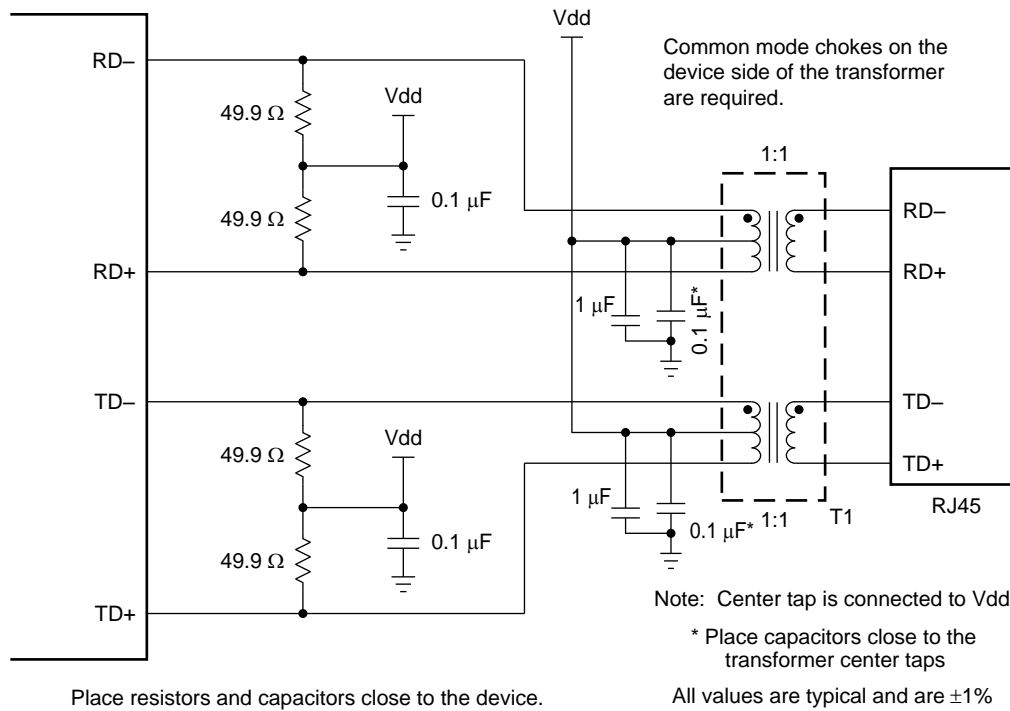 Vdd
Common mode chokes on the
device side of the transformer
are required.
RD–
Vdd
49.9 Ω
1:1
0.1 µF
49.9 Ω
RD–
RD+
RD+
1 µF
0.1 µF*
TD–
TD–
Vdd
49.9 Ω
TD+
1 µF
RJ45
T1
1:1
0.1 µF*
0.1 µF
49.9 Ω
TD+
Note: Center tap is connected to Vdd
* Place capacitors close to the
transformer center taps
Place resistors and capacitors close to the device.
All values are typical and are ±1%